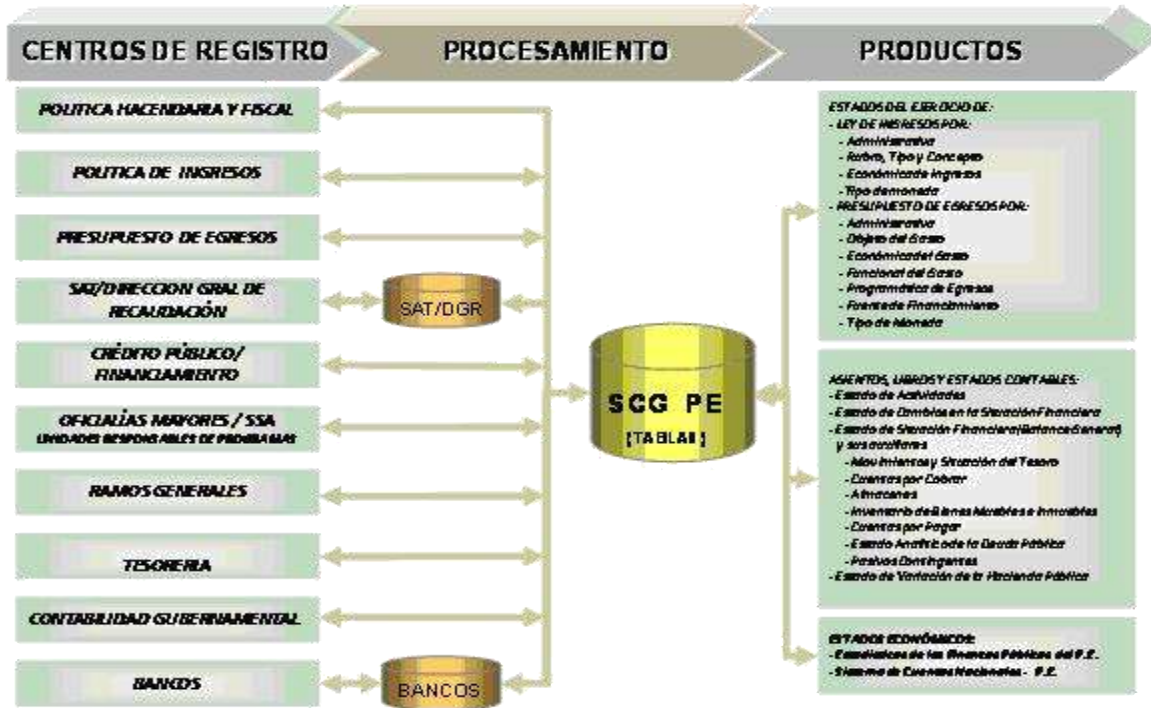 CENTROS DE REGISTRO
PROCESAMIENTO
PRODUCTOS
POLITICA HACENDARIA Y FISCAL
POLITICA DE INGRESOS
PRESUPUESTO DE EGRESOS
SAT/DIRECCION GRAL DE
RECAUDACIÓN
CRÉDITO PÚBLICO/
FINANCIAMIENTO
OFICIALÍAS MAYORES / SSA
UNIDADES RESPONSABLES DE PROGRAMAS
RAMOS GENERALES
TESORERIA
CONTABILIDAD GUBERNAMENTAL
BANCOS
SAT/DGR
BANCOS
SCG PE
(TABLAS)
ESTADOS DEL EJERCICIO DE:
- LEY DE INGRESOS POR:
- Administrativa
- Rubro, Tipo y Concepto
- Económica de Ingresos
- Tipo de moneda
- PRESUPUESTO DE EGRESOS POR:
- Administrativa
- Objeto del Gasto
- Económica del Gasto
- Funcional del Gasto
- Programática de Egresos
- Fuente de Financiamiento
- Tipo de Moneda
ASIENTOS, LIBROS Y ESTADOS CONTABLES:
- Estado de Actividades
- Estado de Cambios en la Situación Financiera
- Estado de Situación Financiera (Balance General)
y sus auxiliares
- Movimientos y Situación del Tesoro
- Cuentas por Cobrar
- Almacenes
- Inventario de Bienes Muebles e Inmuebles
- Cuentas por Pagar
- Estado Analítico de la Deuda Pública
- Pasivos Contingentes
- Estado de Variación de la Hacienda Pública
ESTADOS ECONÓMICOS:
- Estadísticas de las Finanzas Públicas del P.E.
- Sistema de Cuentas Nacionales - P.E.